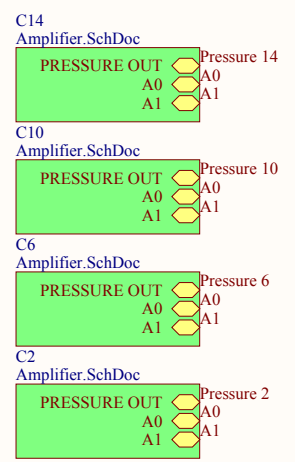 C14
Amplifier.SchDoc
PRESSURE OUT Pressure 14
A0 A0
A1 A1
C10
Amplifier.SchDoc
PRESSURE OUT Pressure 10
A0 A0
A1 A1
C6
Amplifier.SchDoc
PRESSURE OUT Pressure 6
A0 A0
A1 A1
C2
Amplifier.SchDoc
PRESSURE OUT Pressure 2
A0 A0
A1 A1